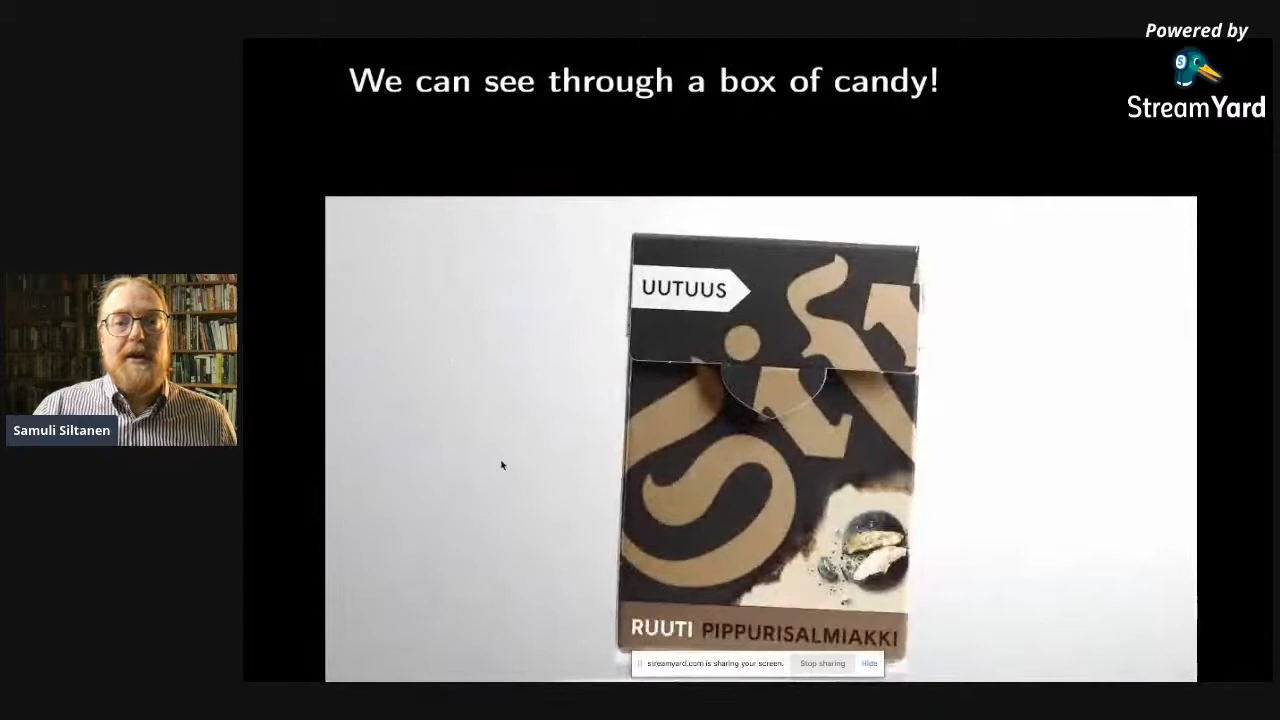 Powered by
StreamYard
We can see through a box of candy!
UUTUUS
Samuli Siltanen
RUUTI PIPPURISALMIAKKI
streamyard.com is sharing your screen.
Stop sharing
Hide